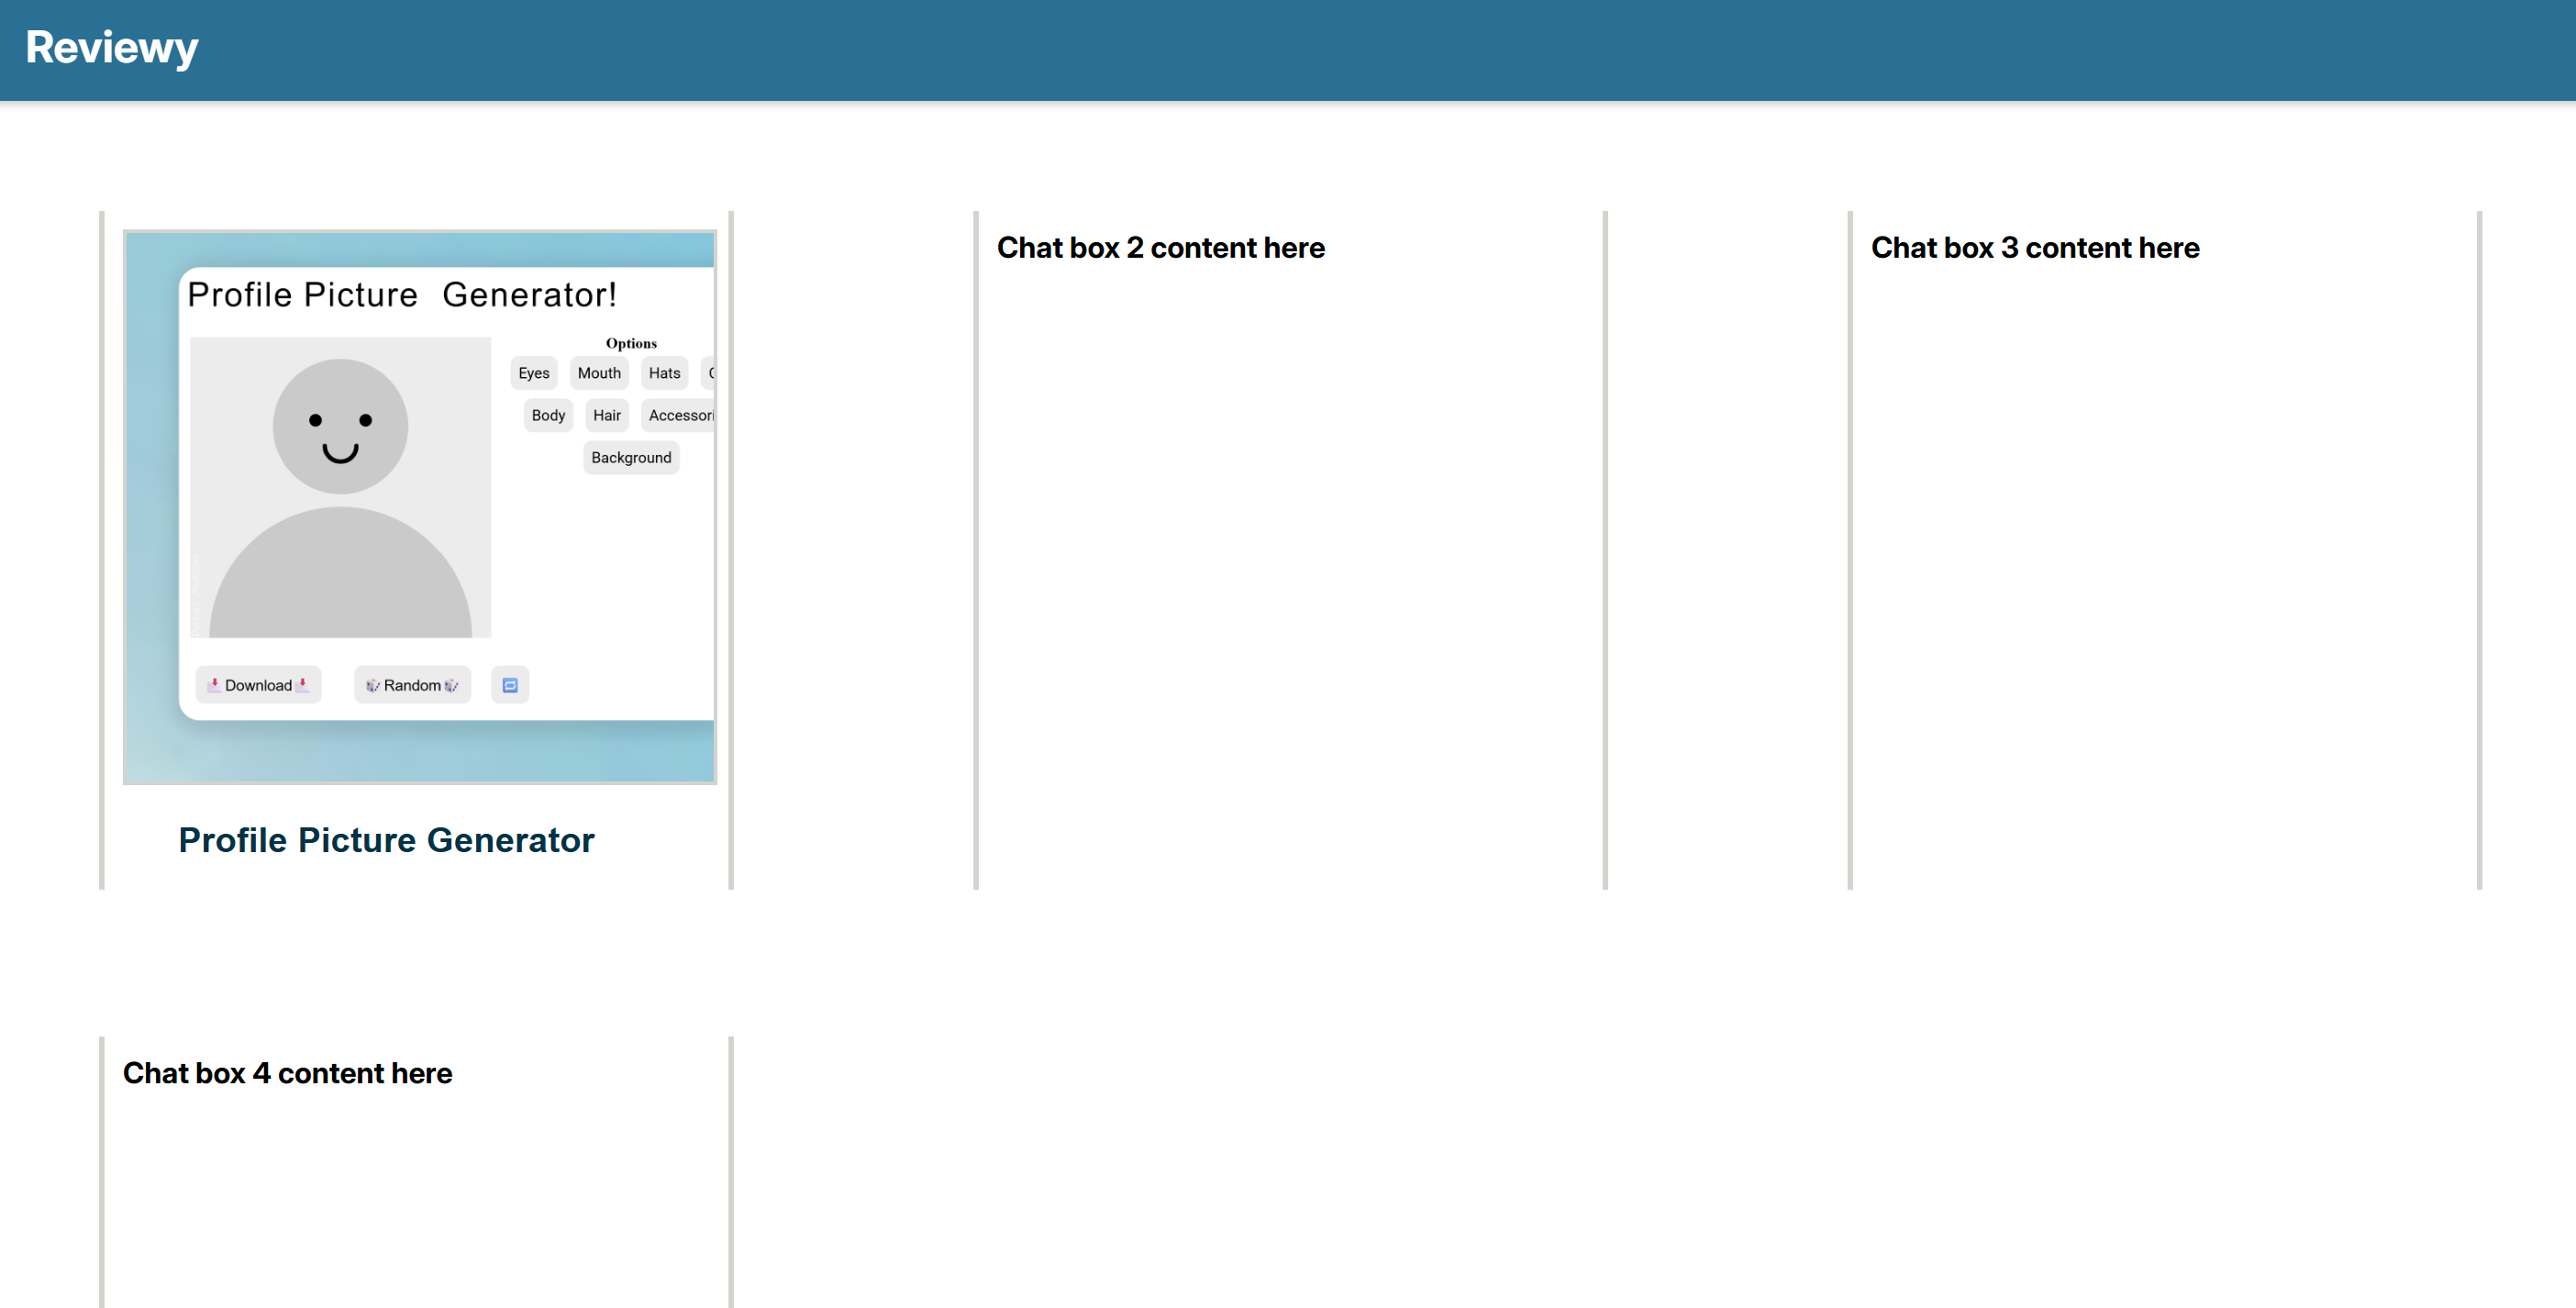 Reviewy
Profile Picture Generator!
Options
Eyes Mouth Hats
Body Hair Accessori
Background
Download Random
Profile Picture Generator
Chat box 2 content here
Chat box 3 content here
Chat box 4 content here